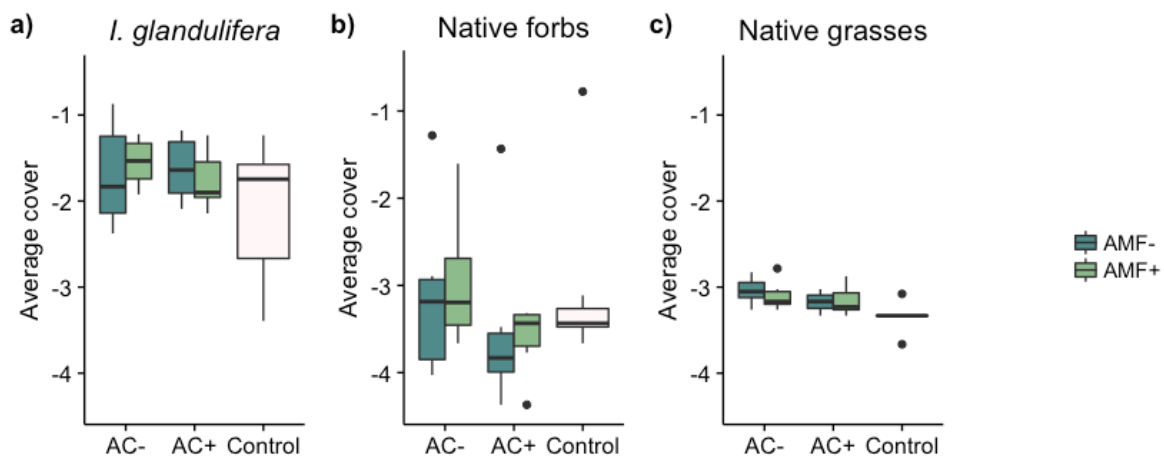 a) I. glandulifera
b) Native forbs
c) Native grasses
Average cover
-1
-2
-3
-4
AC- AC+ Control
Average cover
-1
-2
-3
-4
AC- AC+ Control
Average cover
-1
-2
-3
-4
AC- AC+ Control
AMF-
AMF+